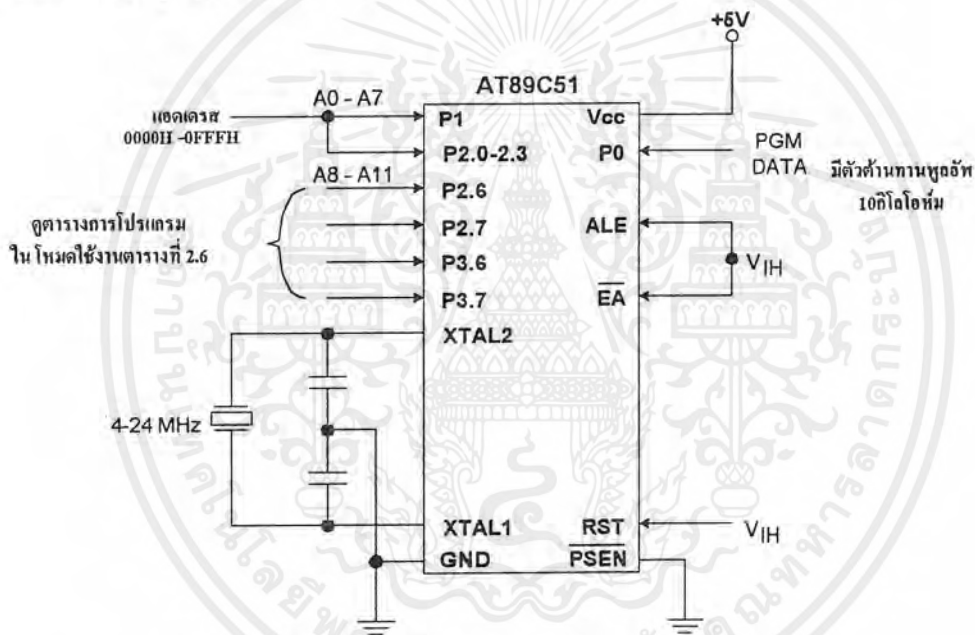 +5V
AT89C51
แอดเดรส
0000H -0FFFH
A0 - A7
P1
Vcc
P2.0-2.3
P0
PGM
DATA
มีตัวต้านทานพูลอัพ
10กิโลโอห์ม
A8 - A11
P2.6
ดูตารางการโปรแกรม
ในโหมดใช้งานตารางที่ 2.6
P2.7
ALE
P3.6
VIH
P3.7
EA
XTAL2
4-24 MHz
XTAL1
RST
VIH
GND
PSEN